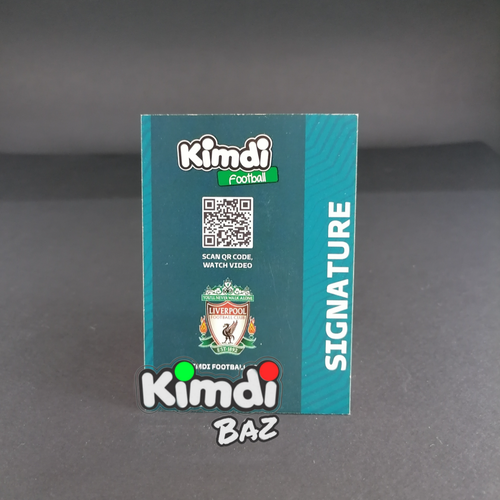 Kimdi
Football
SCAN QR CODE,
WATCH VIDEO
YOU'LL NEVER WALK ALONE
LIVERPOOL
FOOTBALL CLUB
EST·1892
FOOTBALL
SIGNATURE
Kimdi
BAZ